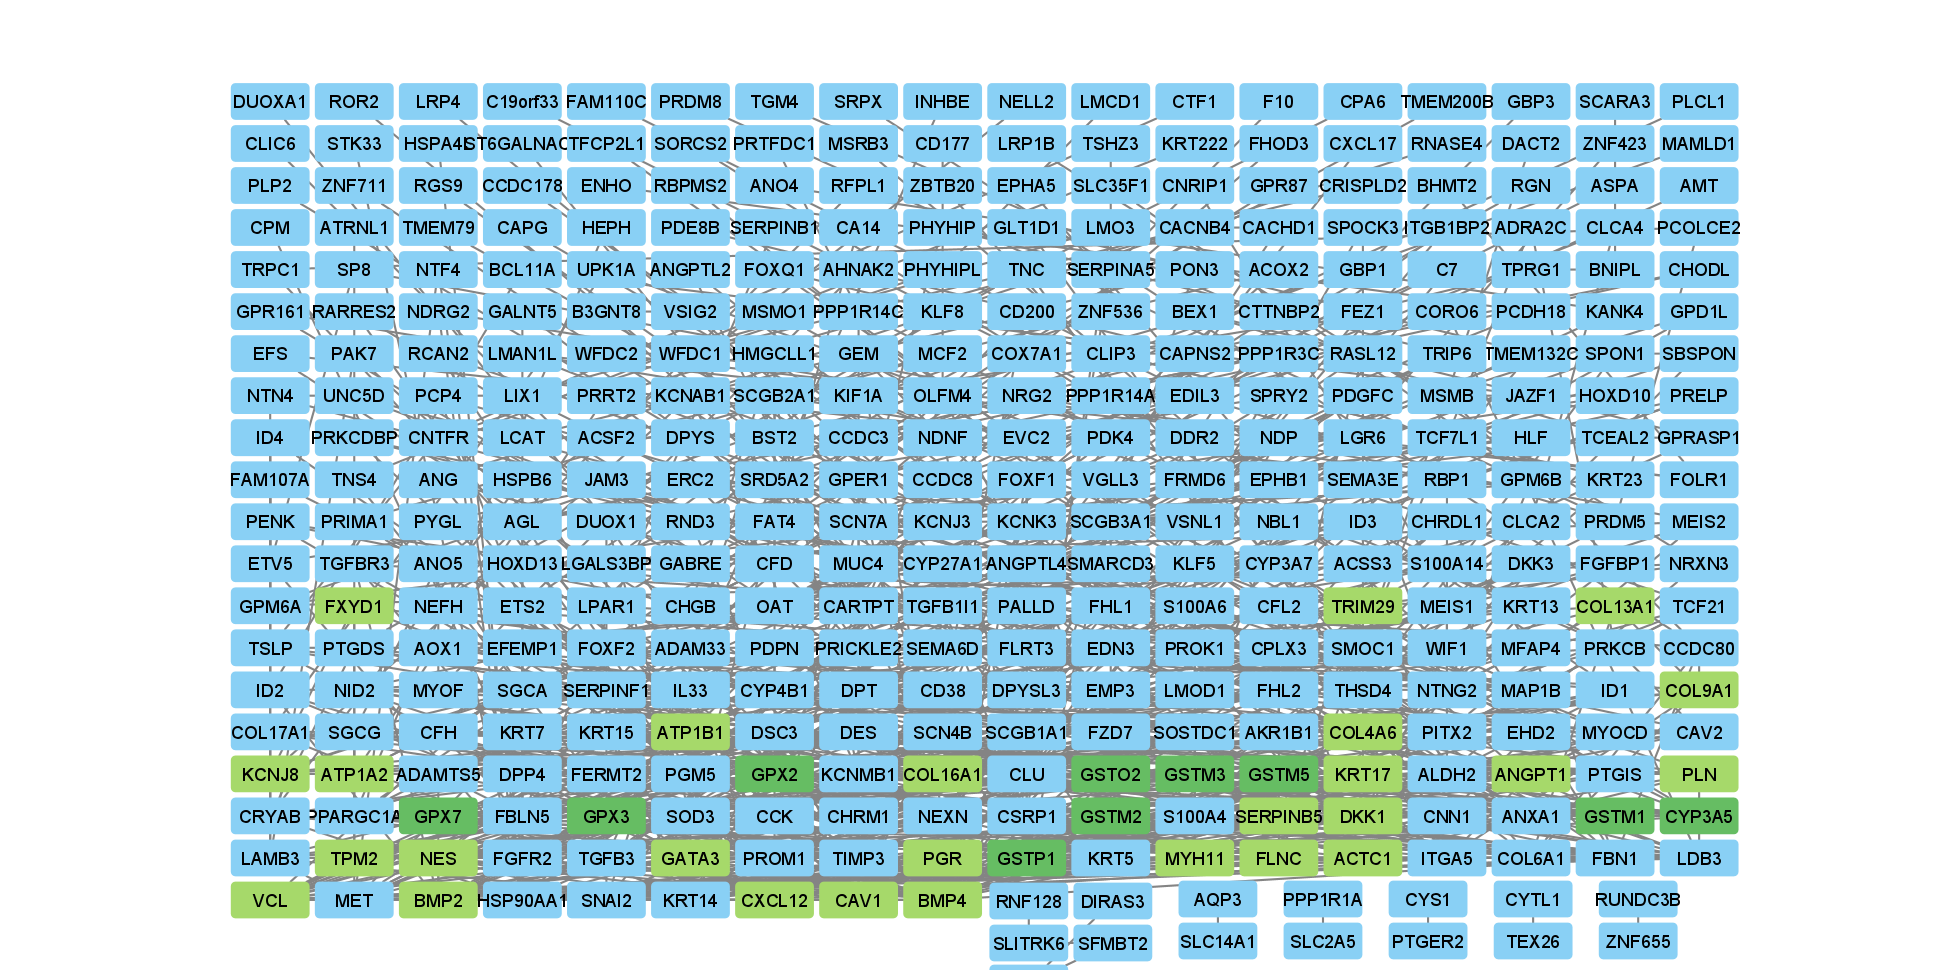 DUOXA1 ROR2 LRP4 C19orf33 FAM110C PRDM8 TGM4 SRPX INHBE NELL2 LMCD1 CTF1 F10 CPA6 TMEM200B GBP3 SCARA3 PLCL1
CLIC6 STK33 HSPA4L ST6GALNAC TFCP2L1 SORCS2 PRTFDC1 MSRB3 CD177 LRP1B TSHZ3 KRT222 FHOD3 CXCL17 RNASE4 DACT2 ZNF423 MAMLD1
PLP2 ZNF711 RGS9 CCDC178 ENHO RBPMS2 ANO4 RFPL1 ZBTB20 EPHA5 SLC35F1 CNRIP1 GPR87 CRISPLD2 BHMT2 RGN ASPA AMT
CPM ATRNL1 TMEM79 CAPG HEPH PDE8B SERPINB1 CA14 PHYHIP GLT1D1 LMO3 CACNB4 CACHD1 SPOCK3 ITGB1BP2 ADRA2C CLCA4 PCOLCE2
TRPC1 SP8 NTF4 BCL11A UPK1A ANGPTL2 FOXQ1 AHNAK2 PHYHIPL TNC SERPINA5 PON3 ACOX2 GBP1 C7 TPRG1 BNIPL CHODL
GPR161 RARRES2 NDRG2 GALNT5 B3GNT8 VSIG2 MSMO1 PPP1R14C KLF8 CD200 ZNF536 BEX1 CTTNBP2 FEZ1 CORO6 PCDH18 KANK4 GPD1L
EFS PAK7 RCAN2 LMAN1L WFDC2 WFDC1 HMGCLL1 GEM MCF2 COX7A1 CLIP3 CAPNS2 PPP1R3C RASL12 TRIP6 TMEM132C SPON1 SBSPON
NTN4 UNC5D PCP4 LIX1 PRRT2 KCNAB1 SCGB2A1 KIF1A OLFM4 NRG2 PPP1R14A EDIL3 SPRY2 PDGFC MSMB JAZF1 HOXD10 PRELP
ID4 PRKCDBP CNTFR LCAT ACSF2 DPYS BST2 CCDC3 NDNF EVC2 PDK4 DDR2 NDP LGR6 TCF7L1 HLF TCEAL2 GPRASP1
FAM107A TNS4 ANG HSPB6 JAM3 ERC2 SRD5A2 GPER1 CCDC8 FOXF1 VGLL3 FRMD6 EPHB1 SEMA3E RBP1 GPM6B KRT23 FOLR1
PENK PRIMA1 PYGL AGL DUOX1 RND3 FAT4 SCN7A KCNJ3 KCNK3 SCGB3A1 VSNL1 NBL1 ID3 CHRDL1 CLCA2 PRDM5 MEIS2
ETV5 TGFBR3 ANO5 HOXD13 LGALS3BP GABRE CFD MUC4 CYP27A1 ANGPTL4 SMARCD3 KLF5 CYP3A7 ACSS3 S100A14 DKK3 FGFBP1 NRXN3
GPM6A FXYD1 NEFH ETS2 LPAR1 CHGB OAT CARTPT TGFB1I1 PALLD FHL1 S100A6 CFL2 TRIM29 MEIS1 KRT13 COL13A1 TCF21
TSLP PTGDS AOX1 EFEMP1 FOXF2 ADAM33 PDPN PRICKLE2 SEMA6D FLRT3 EDN3 PROK1 CPLX3 SMOC1 WIF1 MFAP4 PRKCB CCDC80
ID2 NID2 MYOF SGCA SERPINF1 IL33 CYP4B1 DPT CD38 DPYSL3 EMP3 LMOD1 FHL2 THSD4 NTNG2 MAP1B ID1 COL9A1
COL17A1 SGCG CFH KRT7 KRT15 ATP1B1 DSC3 DES SCN4B SCGB1A1 FZD7 SOSTDC1 AKR1B1 COL4A6 PITX2 EHD2 MYOCD CAV2
KCNJ8 ATP1A2 ADAMTS5 DPP4 FERMT2 PGM5 GPX2 KCNMB1 COL16A1 CLU GSTO2 GSTM3 GSTM5 KRT17 ALDH2 ANGPT1 PTGIS PLN
CRYAB PPARGC1A GPX7 FBLN5 GPX3 SOD3 CCK CHRM1 NEXN CSRP1 GSTM2 S100A4 SERPINB5 DKK1 CNN1 ANXA1 GSTM1 CYP3A5
LAMB3 TPM2 NES FGFR2 TGFB3 GATA3 PROM1 TIMP3 PGR GSTP1 KRT5 MYH11 FLNC ACTC1 ITGA5 COL6A1 FBN1 LDB3
VCL MET BMP2 HSP90AA1 SNAI2 KRT14 CXCL12 CAV1 BMP4 RNF128 DIRAS3 AQP3 PPP1R1A CYS1 CYTL1 RUNDC3B
SLITRK6 SFMBT2 SLC14A1 SLC2A5 PTGER2 TEX26 ZNF655